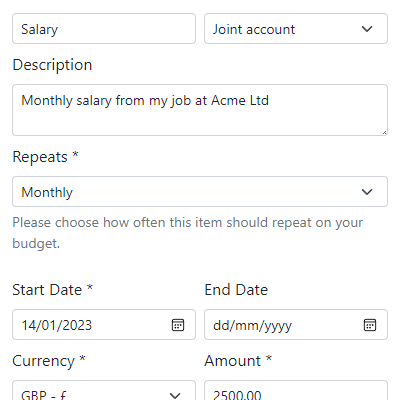 Salary Joint account
Description
Monthly salary from my job at Acme Ltd
Repeats *
Monthly
Please choose how often this item should repeat on your
budget.
Start Date * End Date
14/01/2023 dd/mm/yyyy
Currency * Amount *
GBP - £ 2500.00